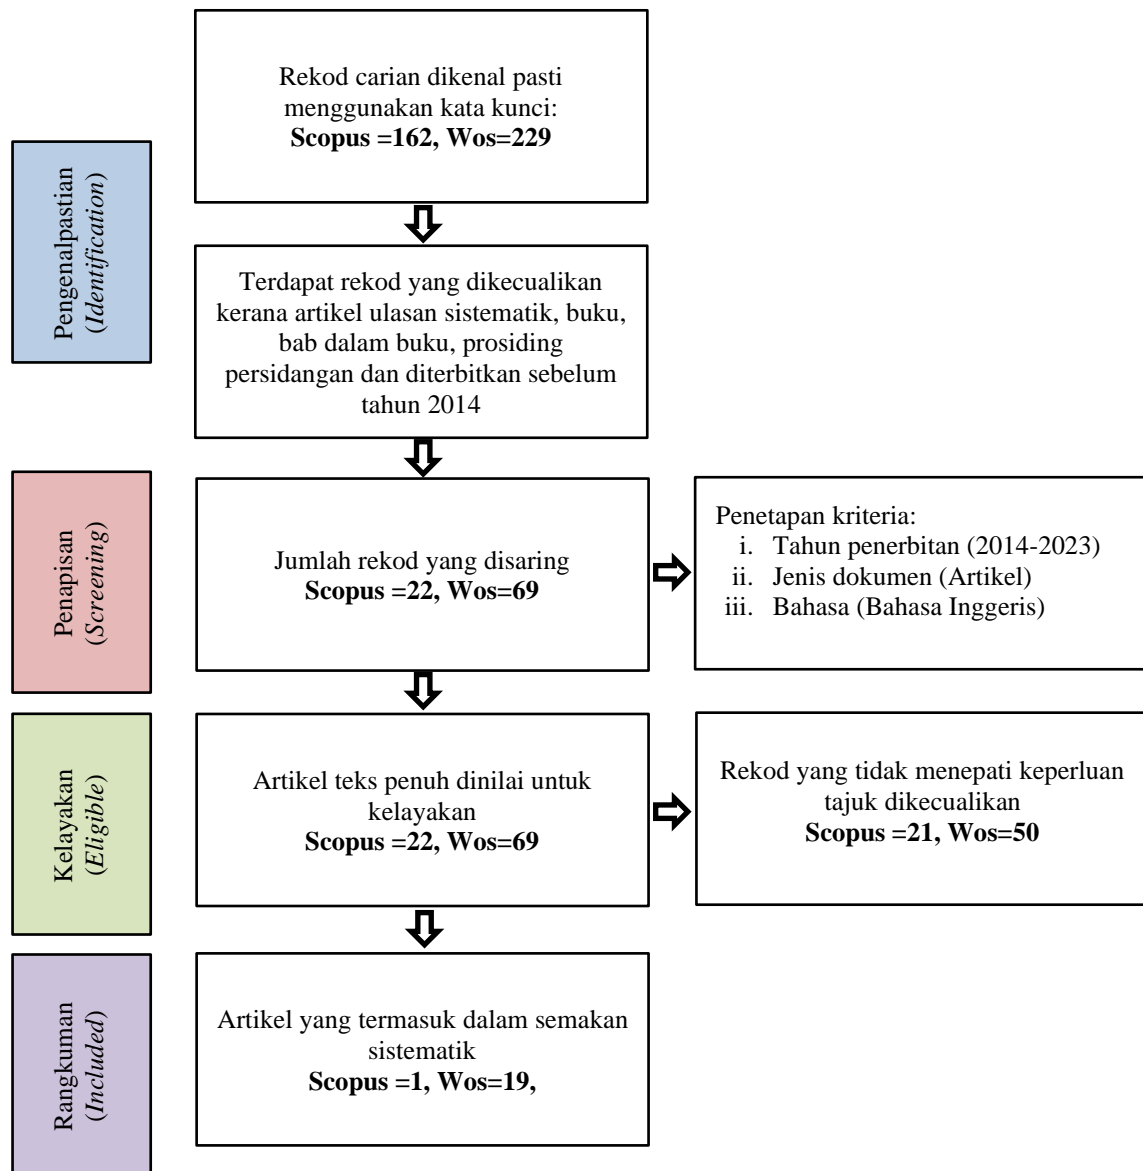 Rekod carian dikenal pasti
menggunakan kata kunci:
Scopus =162, Wos=229
Pengenalpastian
(Identification)
Terdapat rekod yang dikecualikan
kerana artikel ulasan sistematik, buku,
bab dalam buku, prosiding
persidangan dan diterbitkan sebelum
tahun 2014
Penapisan
(Screening)
Jumlah rekod yang disaring
Scopus =22, Wos=69
Penetapan kriteria:
i. Tahun penerbitan (2014-2023)
ii. Jenis dokumen (Artikel)
iii. Bahasa (Bahasa Inggeris)
Kelayakan
(Eligible)
Artikel teks penuh dinilai untuk
kelayakan
Scopus =22, Wos=69
Rekod yang tidak menepati keperluan
tajuk dikecualikan
Scopus =21, Wos=50
Rangkuman
(Included)
Artikel yang termasuk dalam semakan
sistematik
Scopus =1, Wos=19,